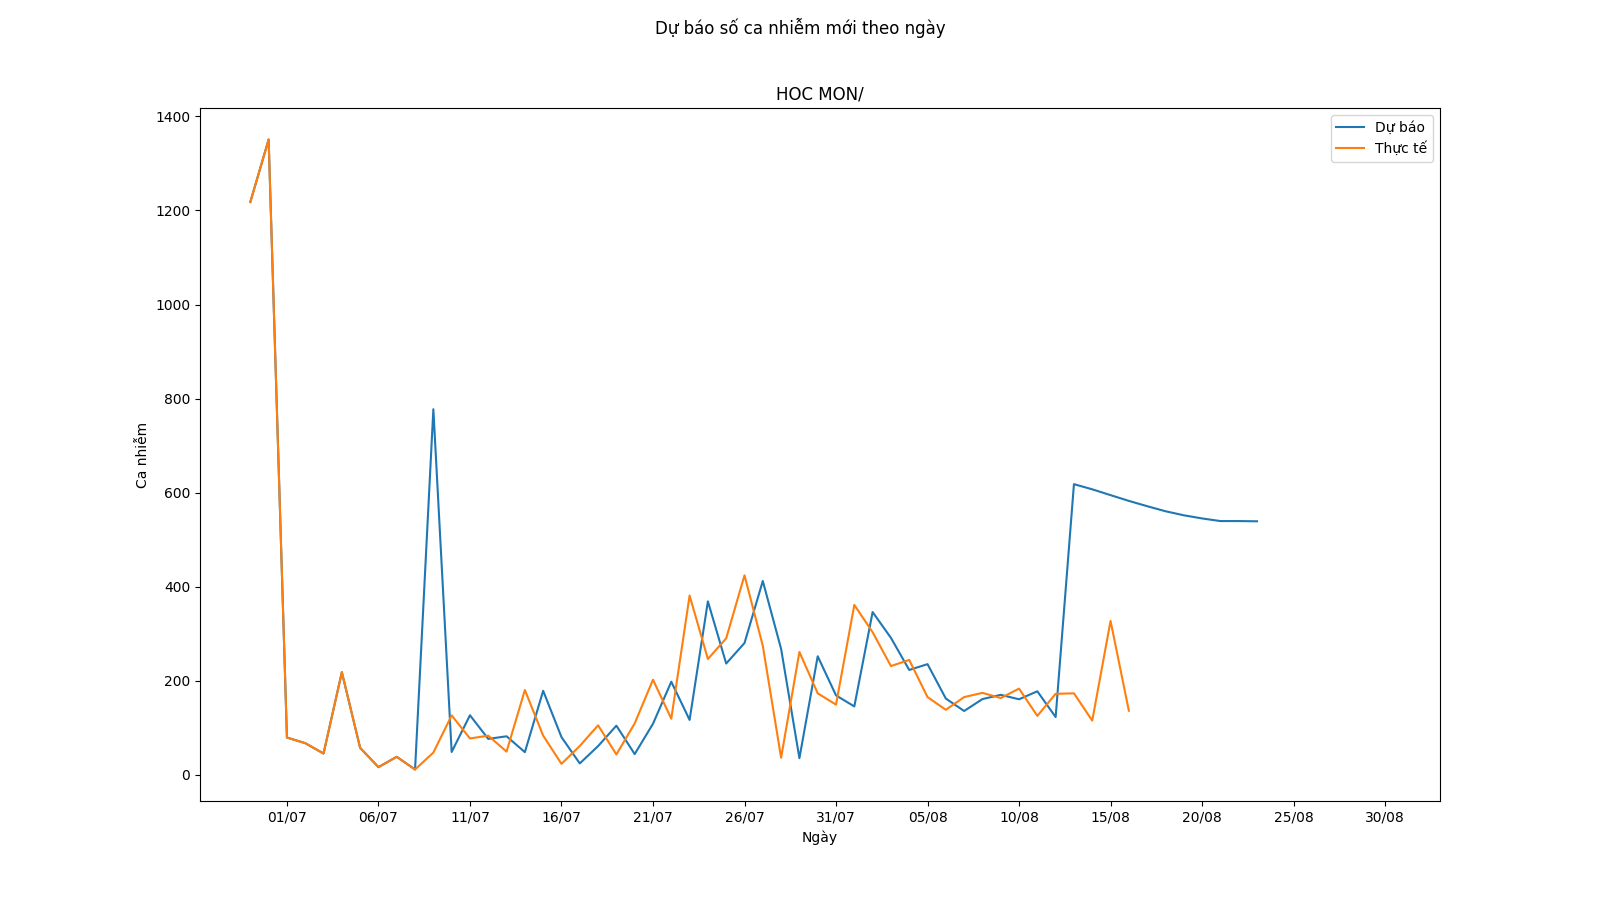 Dự báo số ca nhiễm mới theo ngày
HOC MON/
1400
1200
1000
800
600
400
200
0
Ca nhiễm
Dự báo
Thực tế
01/07 06/07 11/07 16/07 21/07 26/07 31/07 05/08 10/08 15/08 20/08 25/08 30/08
Ngày